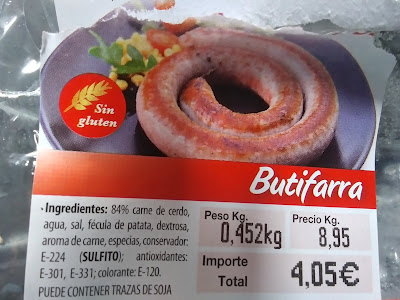 Sin
gluten
Butifarra
Ingredientes: 84% carne de cerdo,
agua, sal, fécula de patata, dextrosa,
aroma de carne, especias, conservador:
E-224 (SULFITO); antioxidantes:
E-301, E-331; colorante: E-120.
PUEDE CONTENER TRAZAS DE SOJA
Peso Kg. Precio Kg.
0,452kg 8,95
Importe
Total 4,05€